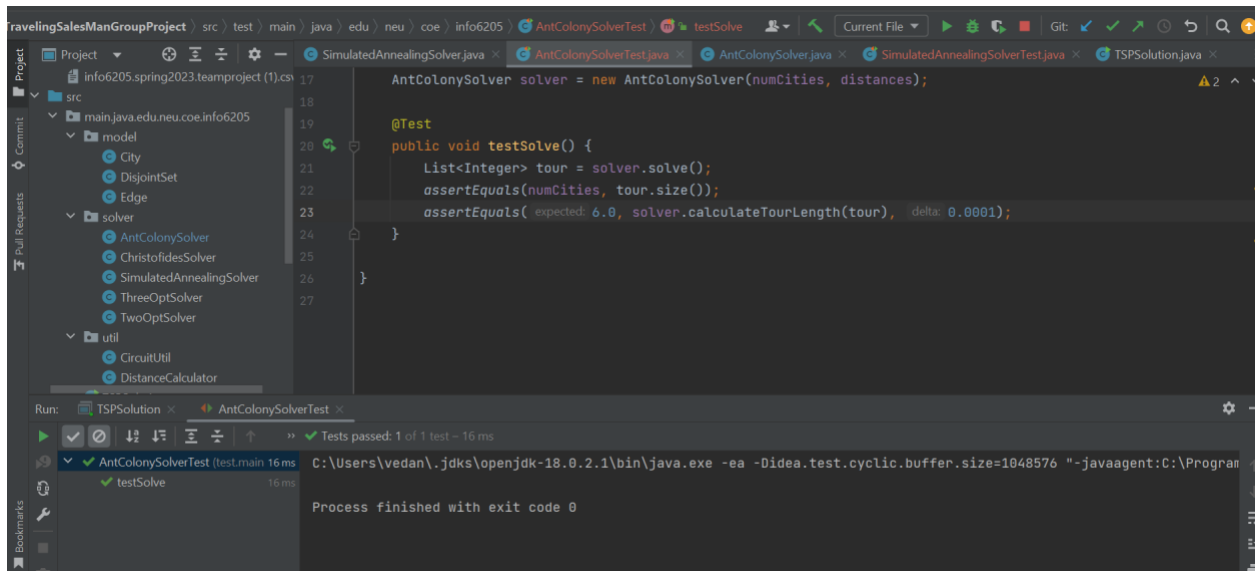 TravelingSalesManGroupProject › src › test › main › java › edu › neu › coe › info6205 › AntColonySolverTest › testSolve Current File Git:
Project SimulatedAnnealingSolver.java AntColonySolverTest.java AntColonySolver.java SimulatedAnnealingSolverTest.java TSPSolution.java
Project
Commit
Pull Requests
Bookmarks
info6205.spring2023.teamproject (1).csv
src
main.java.edu.neu.coe.info6205
model
City
DisjointSet
Edge
solver
AntColonySolver
ChristofidesSolver
SimulatedAnnealingSolver
ThreeOptSolver
TwoOptSolver
util
CircuitUtil
DistanceCalculator
17 AntColonySolver solver = new AntColonySolver(numCities, distances); 2
18
19 @Test
20 public void testSolve() {
21 List<Integer> tour = solver.solve();
22 assertEquals(numCities, tour.size());
23 assertEquals( expected: 6.0, solver.calculateTourLength(tour), delta: 0.0001);
24 }
25
26 }
27
Run: TSPSolution AntColonySolverTest
Tests passed: 1 of 1 test – 16 ms
AntColonySolverTest (test.main 16 ms
testSolve 16 ms
C:\Users\vedan\.jdks\openjdk-18.0.2.1\bin\java.exe -ea -Didea.test.cyclic.buffer.size=1048576 "-javaagent:C:\Program
Process finished with exit code 0